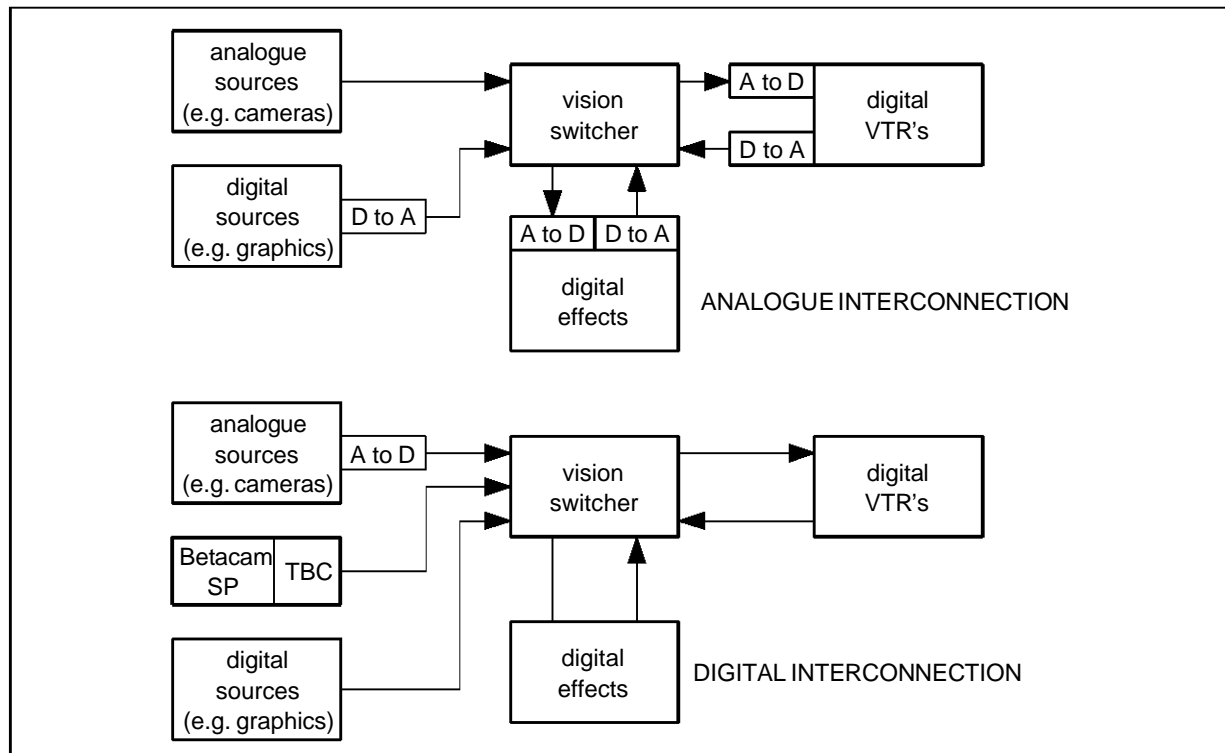 analogue
sources
(e.g. cameras)
vision
switcher
A to D
digital
VTR's
D to A
digital
sources
(e.g. graphics)
D to A
A to D
D to A
digital
effects
ANALOGUE INTERCONNECTION
analogue
sources
(e.g. cameras)
A to D
vision
switcher
digital
VTR's
Betacam
SP
TBC
digital
sources
(e.g. graphics)
digital
effects
DIGITAL INTERCONNECTION